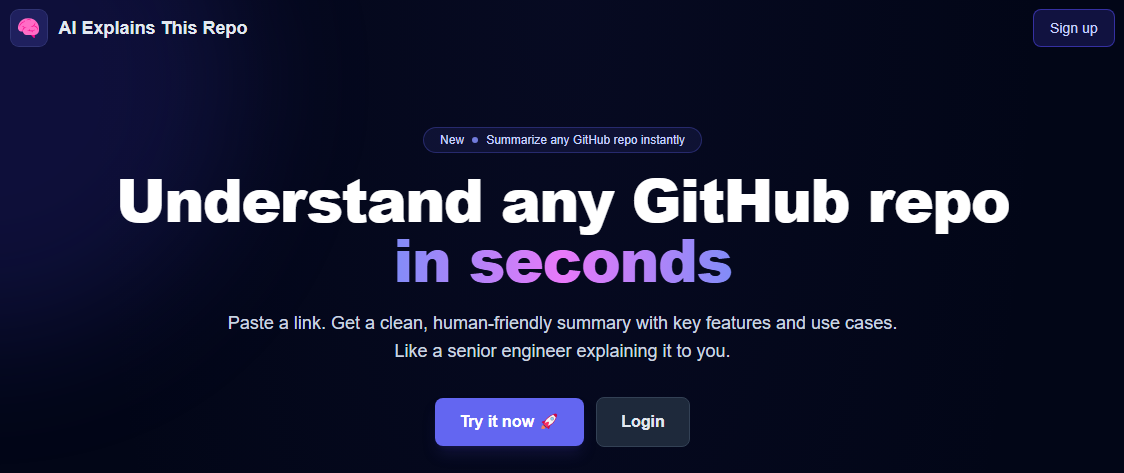 AI Explains This Repo
Sign up
New • Summarize any GitHub repo instantly
Understand any GitHub repo
in seconds
Paste a link. Get a clean, human-friendly summary with key features and use cases.
Like a senior engineer explaining it to you.
Try it now 🚀
Login